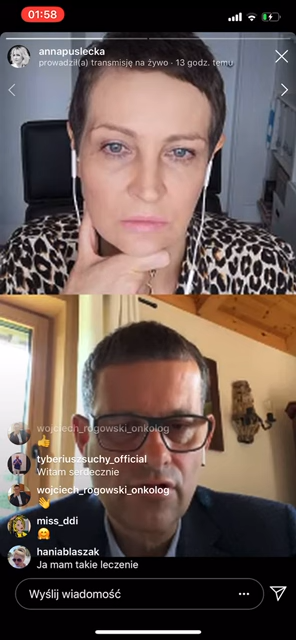 01:58
annapuslecka
prowadził(a) transmisję na żywo · 13 godz. temu
wojciech_rogowski_onkolog
tyberiuszsuchy_official
Witam serdecznie
wojciech_rogowski_onkolog
miss_ddi
haniablaszak
Ja mam takie leczenie
Wyślij wiadomość